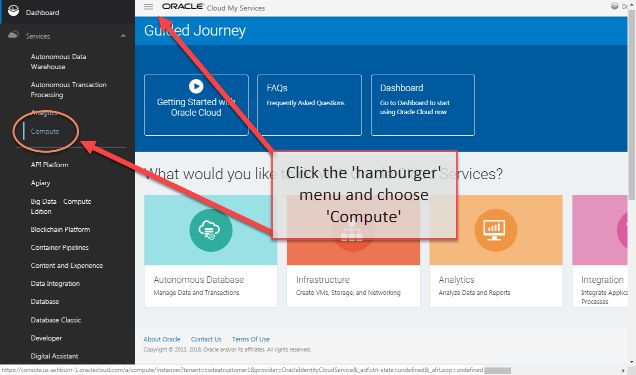 Dashboard
Services
Autonomous Data
Warehouse
Autonomous Transaction
Processing
Analytics
Compute
API Platform
Apiary
Big Data - Compute
Edition
Blockchain Platform
Container Pipelines
Content and Experience
Data Integration
Database
Database Classic
Developer
Digital Assistant
ORACLE Cloud My Services
Guided Journey
Getting Started with
Oracle Cloud
FAQs
Frequently Asked Questions
Dashboard
Go to Dashboard to start
using Oracle Cloud now
Click the 'hamburger'
menu and choose
'Compute'
What would you like
Services?
Autonomous Database
Manage Data and Transactions
Infrastructure
Create VMs, Storage, and Networking
Analytics
Analyze Data and Reports
Integration
Integrate Applica
Processes
About Oracle Contact Us Terms Of Use
Copyright © 2013, 2018, Oracle and/or its affiliates. All rights reserved.
https://console.us-ashburn-1.oraclecloud.com/a/compute/instances?tenant=codeatcustomer1&provider=OracleIdentityCloudService&_adf.ctrl-state=undefined&_afrLoop=undefined